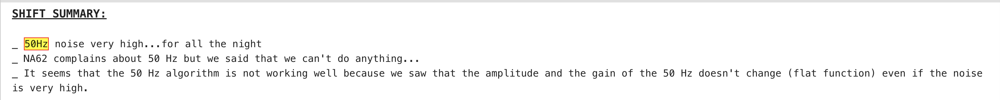 SHIFT SUMMARY:
_ 50Hz noise very high...for all the night
_ NA62 complains about 50 Hz but we said that we can't do anything...
_ It seems that the 50 Hz algorithm is not working well because we saw that the amplitude and the gain of the 50 Hz doesn't change (flat function) even if the noise
is very high.